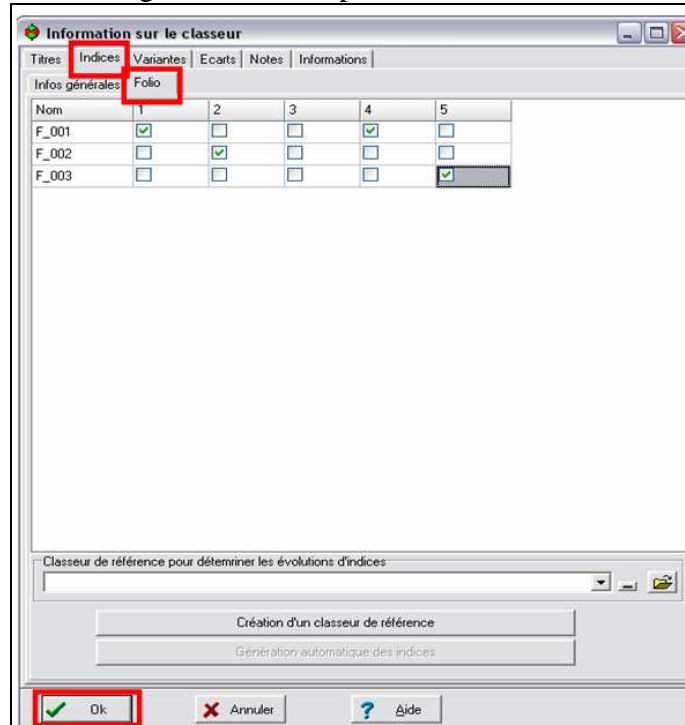 Information sur le classeur
Titres Indices Variantes Ecarts Notes Informations
Infos générales Folio
Nom 1 2 3 4 5
F_001
F_002
F_003
Classeur de référence pour détemriner les évolutions d'indices
Création d'un classeur de référence
Génération automatique des indices
Ok Annuler ? Aide